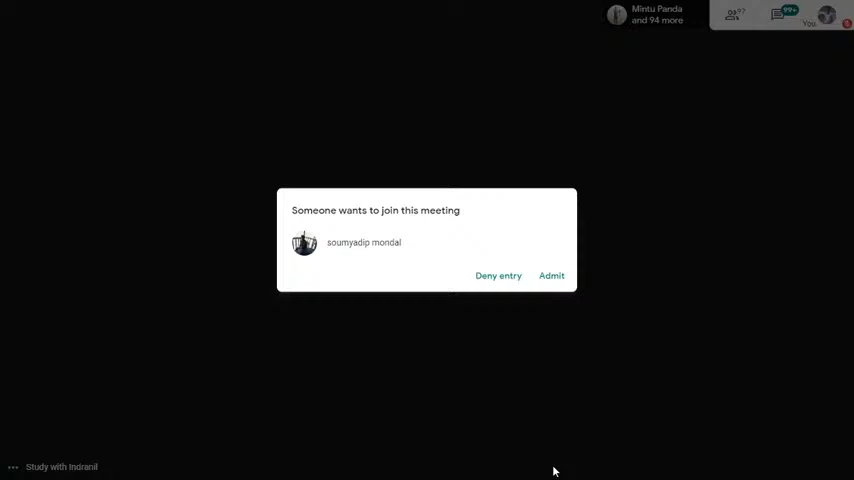 Mintu Panda
and 94 more
97
99+
You
Someone wants to join this meeting
soumyadip mondal
Deny entry
Admit
Study with Indranil